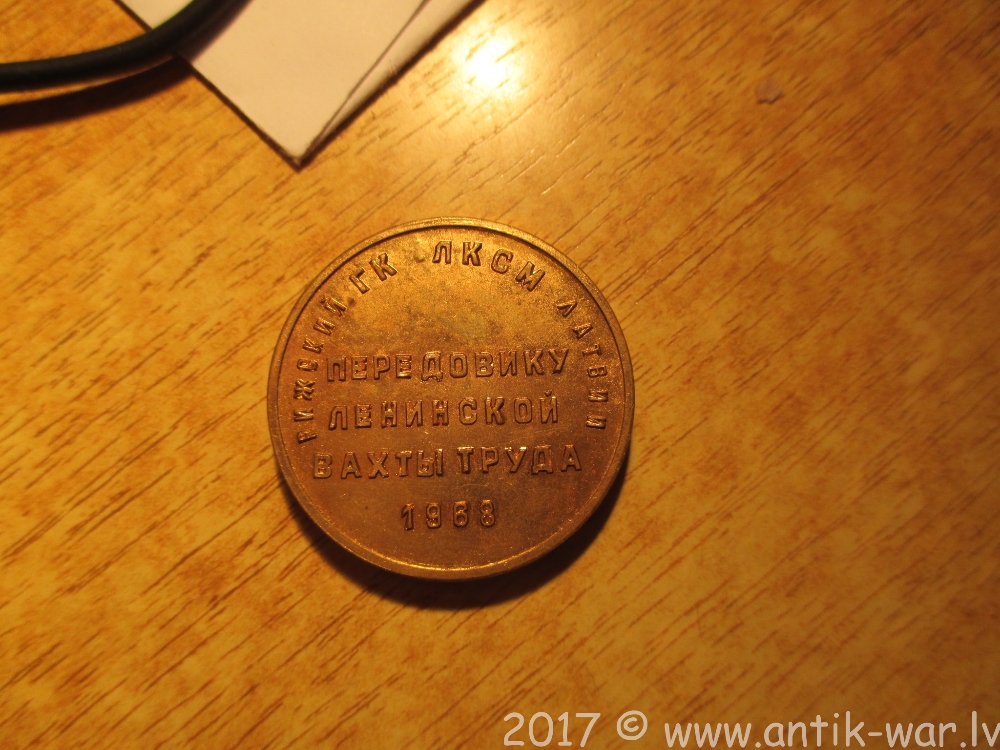 РИЖСКИЙ ГК ЛКСМ ЛАТВИИ
ПЕРЕДОВИКУ
ЛЕНИНСКОЙ
ВАХТЫ ТРУДА
1968
2017 © www.antik-war.lv